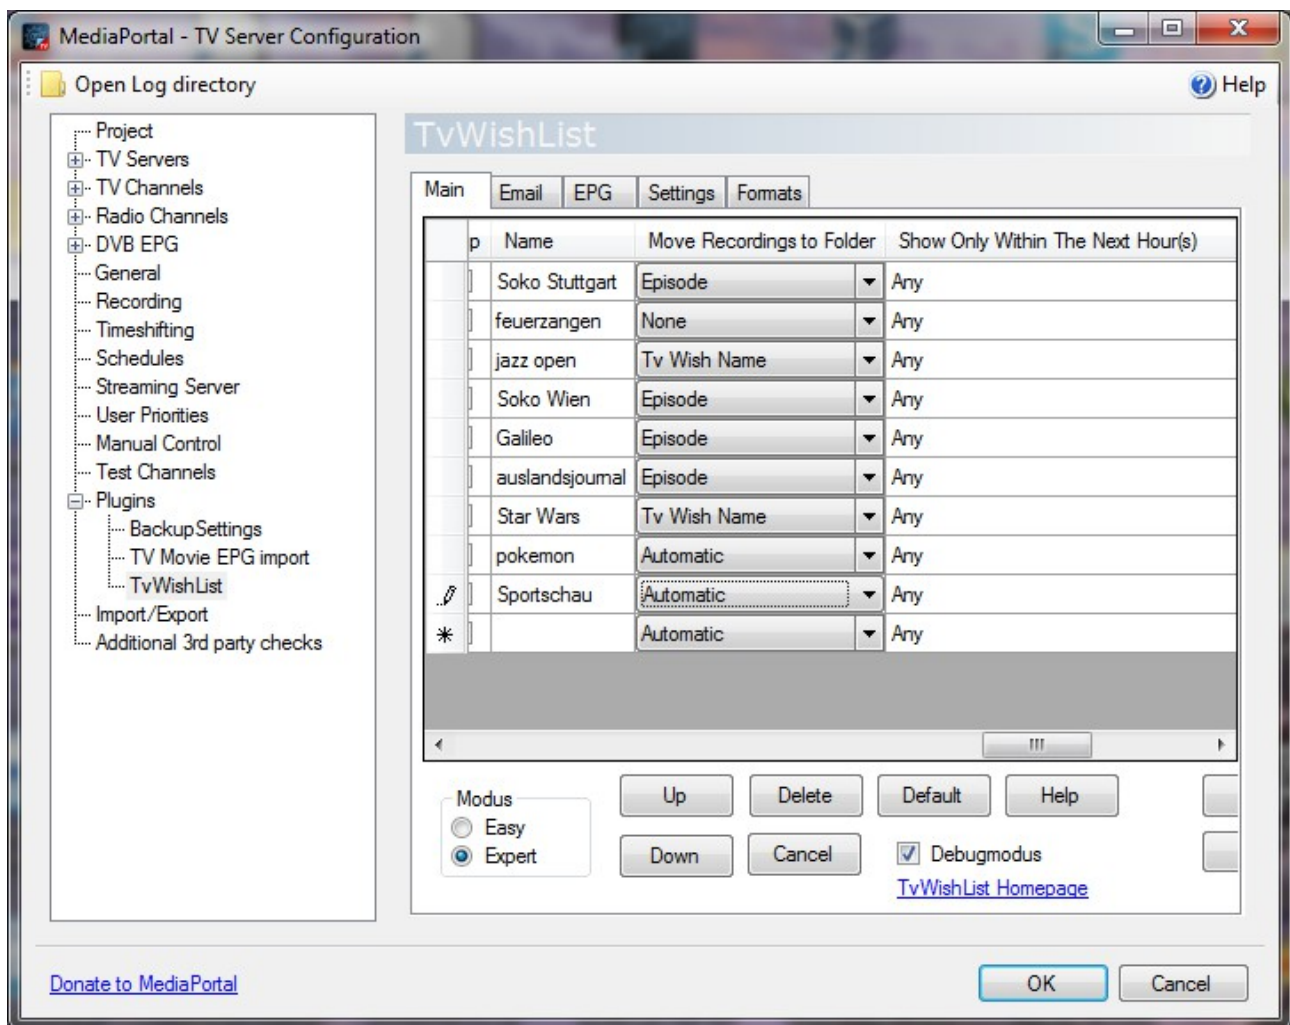 MediaPortal - TV Server Configuration
Open Log directory
Help
Project
TV Servers
TV Channels
Radio Channels
DVB EPG
General
Recording
Timeshifting
Schedules
Streaming Server
User Priorities
Manual Control
Test Channels
Plugins
BackupSettings
TV Movie EPG import
TvWishList
Import/Export
Additional 3rd party checks
TvWishList
Main Email EPG Settings Formats
p Name Move Recordings to Folder Show Only Within The Next Hour(s)
Soko Stuttgart Episode Any
feuerzangen None Any
jazz open Tv Wish Name Any
Soko Wien Episode Any
Galileo Episode Any
auslandsjournal Episode Any
Star Wars Tv Wish Name Any
pokemon Automatic Any
Sportschau Automatic Any
Automatic Any
Modus
Easy
Expert
Up Delete Default Help
Down Cancel Debugmodus
TvWishList Homepage
Donate to MediaPortal
OK Cancel